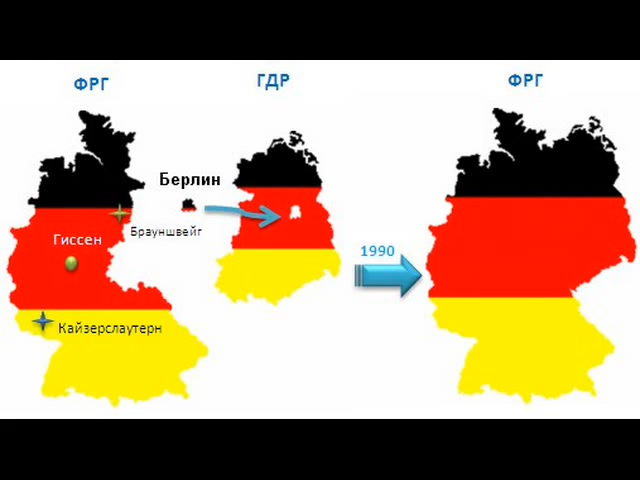 ФРГ
ГДР
ФРГ
Берлин
Брауншвейг
Гиссен
1990
Кайзерслаутерн